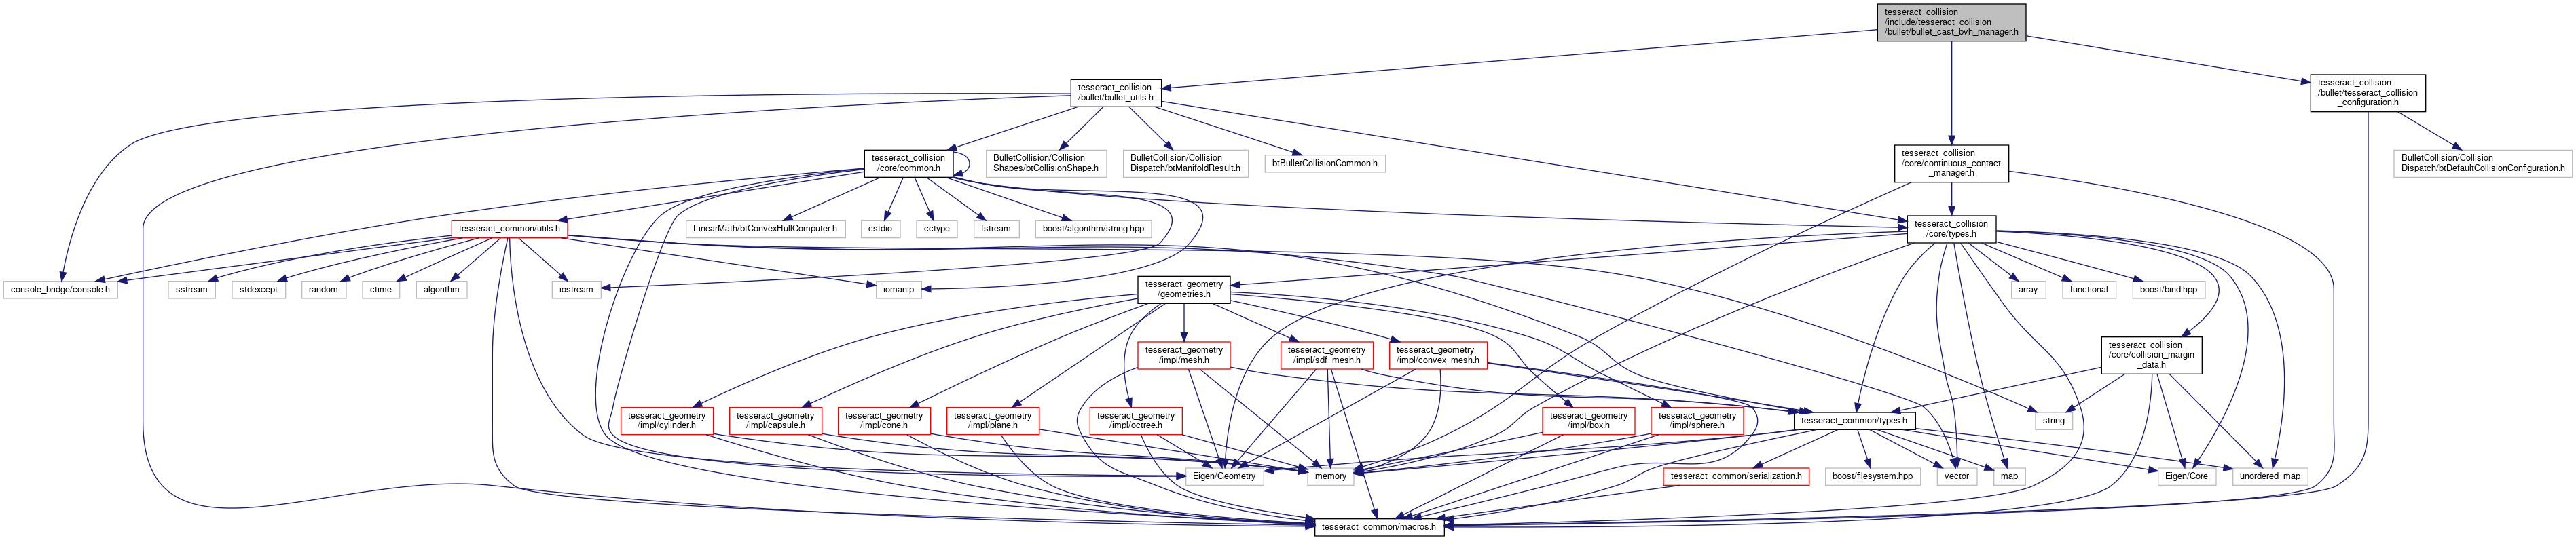 tesseract_collision
/include/tesseract_collision
/bullet/bullet_cast_bvh_manager.h
tesseract_collision
/bullet/bullet_utils.h
tesseract_collision
/bullet/tesseract_collision
_configuration.h
tesseract_collision
/core/common.h
BulletCollision/Collision
Shapes/btCollisionShape.h
BulletCollision/Collision
Dispatch/btManifoldResult.h
btBulletCollisionCommon.h
tesseract_collision
/core/continuous_contact
_manager.h
BulletCollision/Collision
Dispatch/btDefaultCollisionConfiguration.h
tesseract_common/utils.h
LinearMath/btConvexHullComputer.h
cstdio
cctype
fstream
boost/algorithm/string.hpp
tesseract_collision
/core/types.h
console_bridge/console.h
sstream
stdexcept
random
ctime
algorithm
iostream
iomanip
tesseract_geometry
/geometries.h
array
functional
boost/bind.hpp
tesseract_geometry
/impl/mesh.h
tesseract_geometry
/impl/sdf_mesh.h
tesseract_geometry
/impl/convex_mesh.h
tesseract_collision
/core/collision_margin
_data.h
tesseract_geometry
/impl/cylinder.h
tesseract_geometry
/impl/capsule.h
tesseract_geometry
/impl/cone.h
tesseract_geometry
/impl/plane.h
tesseract_geometry
/impl/octree.h
tesseract_geometry
/impl/box.h
tesseract_geometry
/impl/sphere.h
tesseract_common/types.h
string
Eigen/Geometry
memory
tesseract_common/serialization.h
boost/filesystem.hpp
vector
map
Eigen/Core
unordered_map
tesseract_common/macros.h